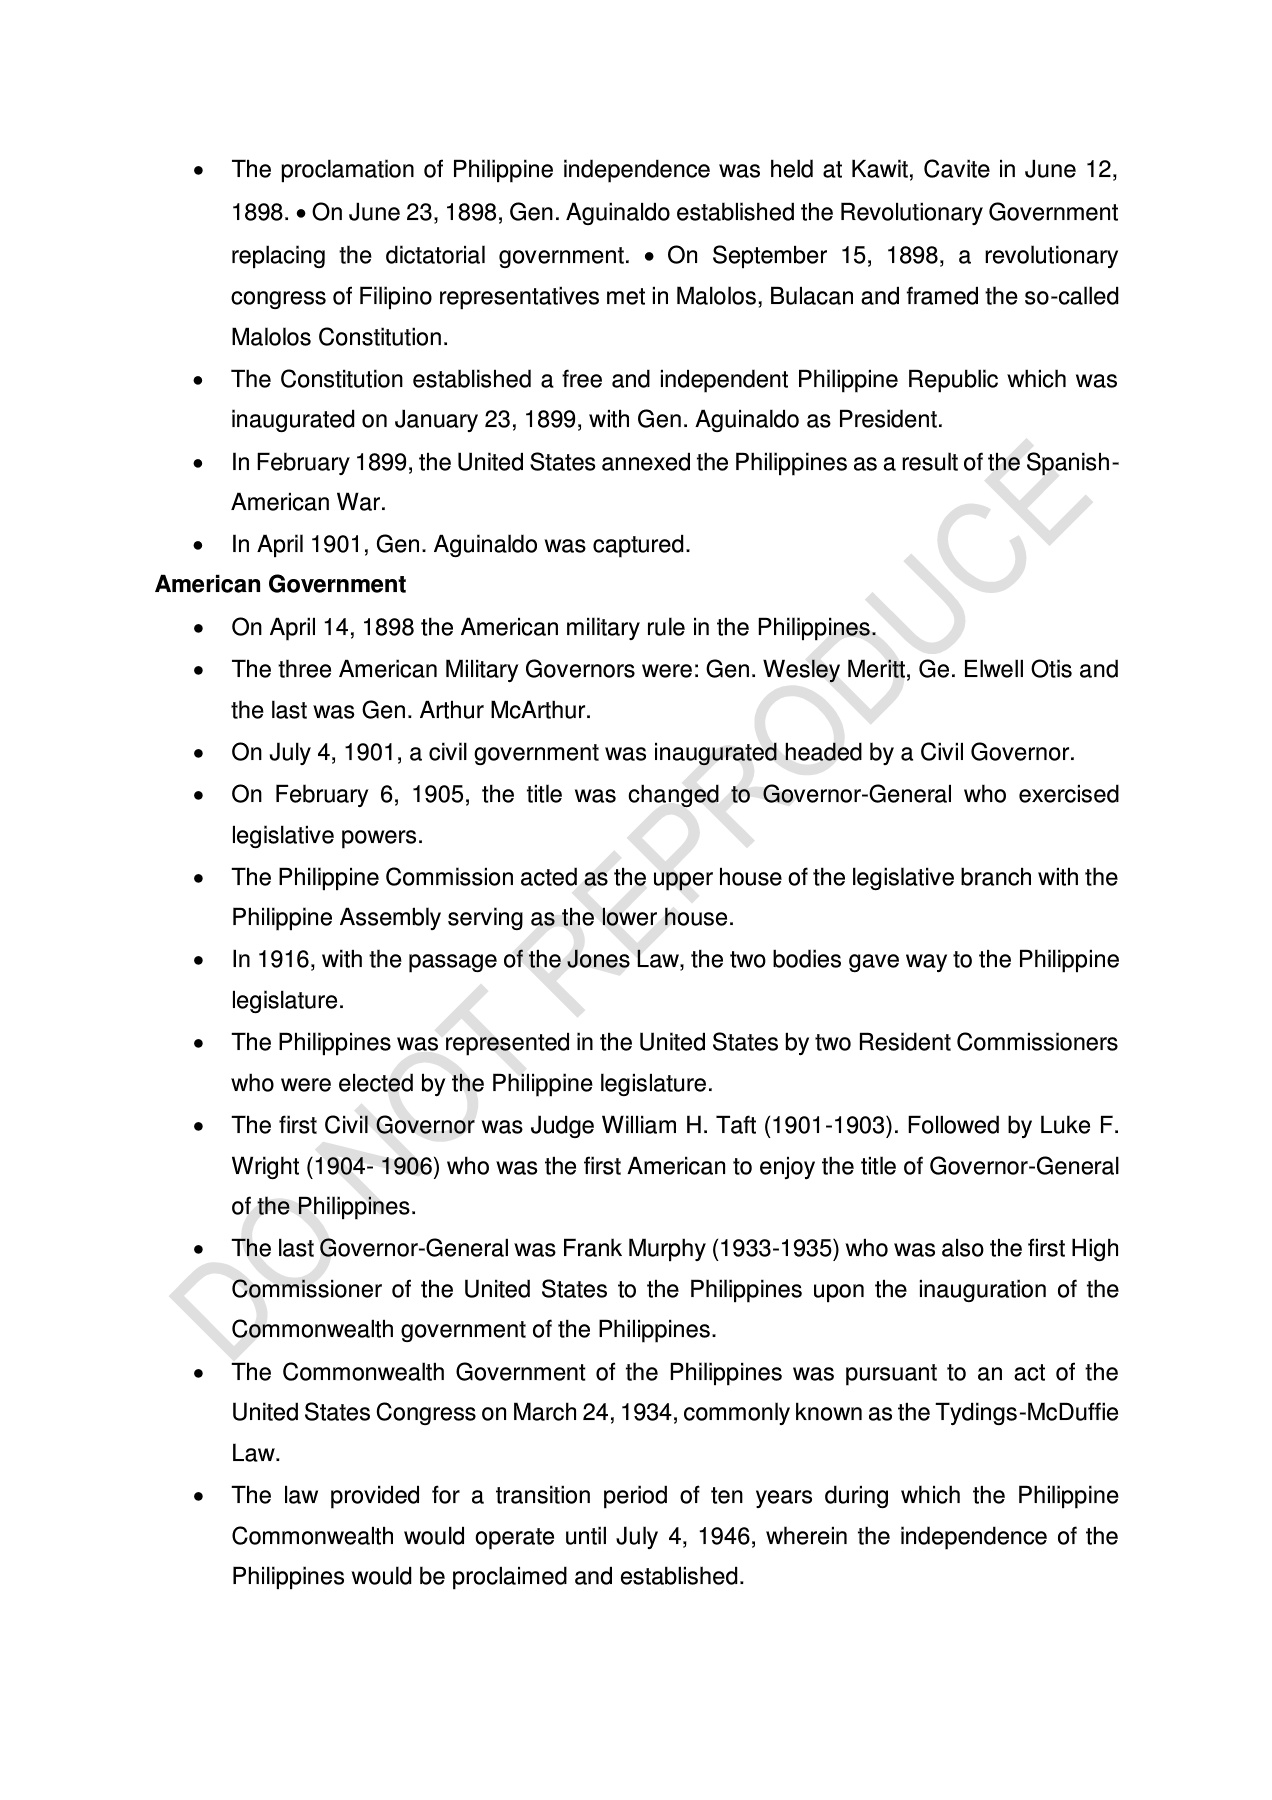 • The proclamation of Philippine independence was held at Kawit, Cavite in June 12,
1898. • On June 23, 1898, Gen. Aguinaldo established the Revolutionary Government
replacing the dictatorial government. • On September 15, 1898, a revolutionary
congress of Filipino representatives met in Malolos, Bulacan and framed the so-called
Malolos Constitution.
• The Constitution established a free and independent Philippine Republic which was
inaugurated on January 23, 1899, with Gen. Aguinaldo as President.
• In February 1899, the United States annexed the Philippines as a result of the Spanish-
American War.
• In April 1901, Gen. Aguinaldo was captured.
American Government
• On April 14, 1898 the American military rule in the Philippines.
• The three American Military Governors were: Gen. Wesley Meritt, Ge. Elwell Otis and
the last was Gen. Arthur McArthur.
• On July 4, 1901, a civil government was inaugurated headed by a Civil Governor.
• On February 6, 1905, the title was changed to Governor-General who exercised
legislative powers.
• The Philippine Commission acted as the upper house of the legislative branch with the
Philippine Assembly serving as the lower house.
• In 1916, with the passage of the Jones Law, the two bodies gave way to the Philippine
legislature.
• The Philippines was represented in the United States by two Resident Commissioners
who were elected by the Philippine legislature.
• The first Civil Governor was Judge William H. Taft (1901-1903). Followed by Luke F.
Wright (1904- 1906) who was the first American to enjoy the title of Governor-General
of the Philippines.
• The last Governor-General was Frank Murphy (1933-1935) who was also the first High
Commissioner of the United States to the Philippines upon the inauguration of the
Commonwealth government of the Philippines.
• The Commonwealth Government of the Philippines was pursuant to an act of the
United States Congress on March 24, 1934, commonly known as the Tydings-McDuffie
Law.
• The law provided for a transition period of ten years during which the Philippine
Commonwealth would operate until July 4, 1946, wherein the independence of the
Philippines would be proclaimed and established.
DO NOT REPRODUCE